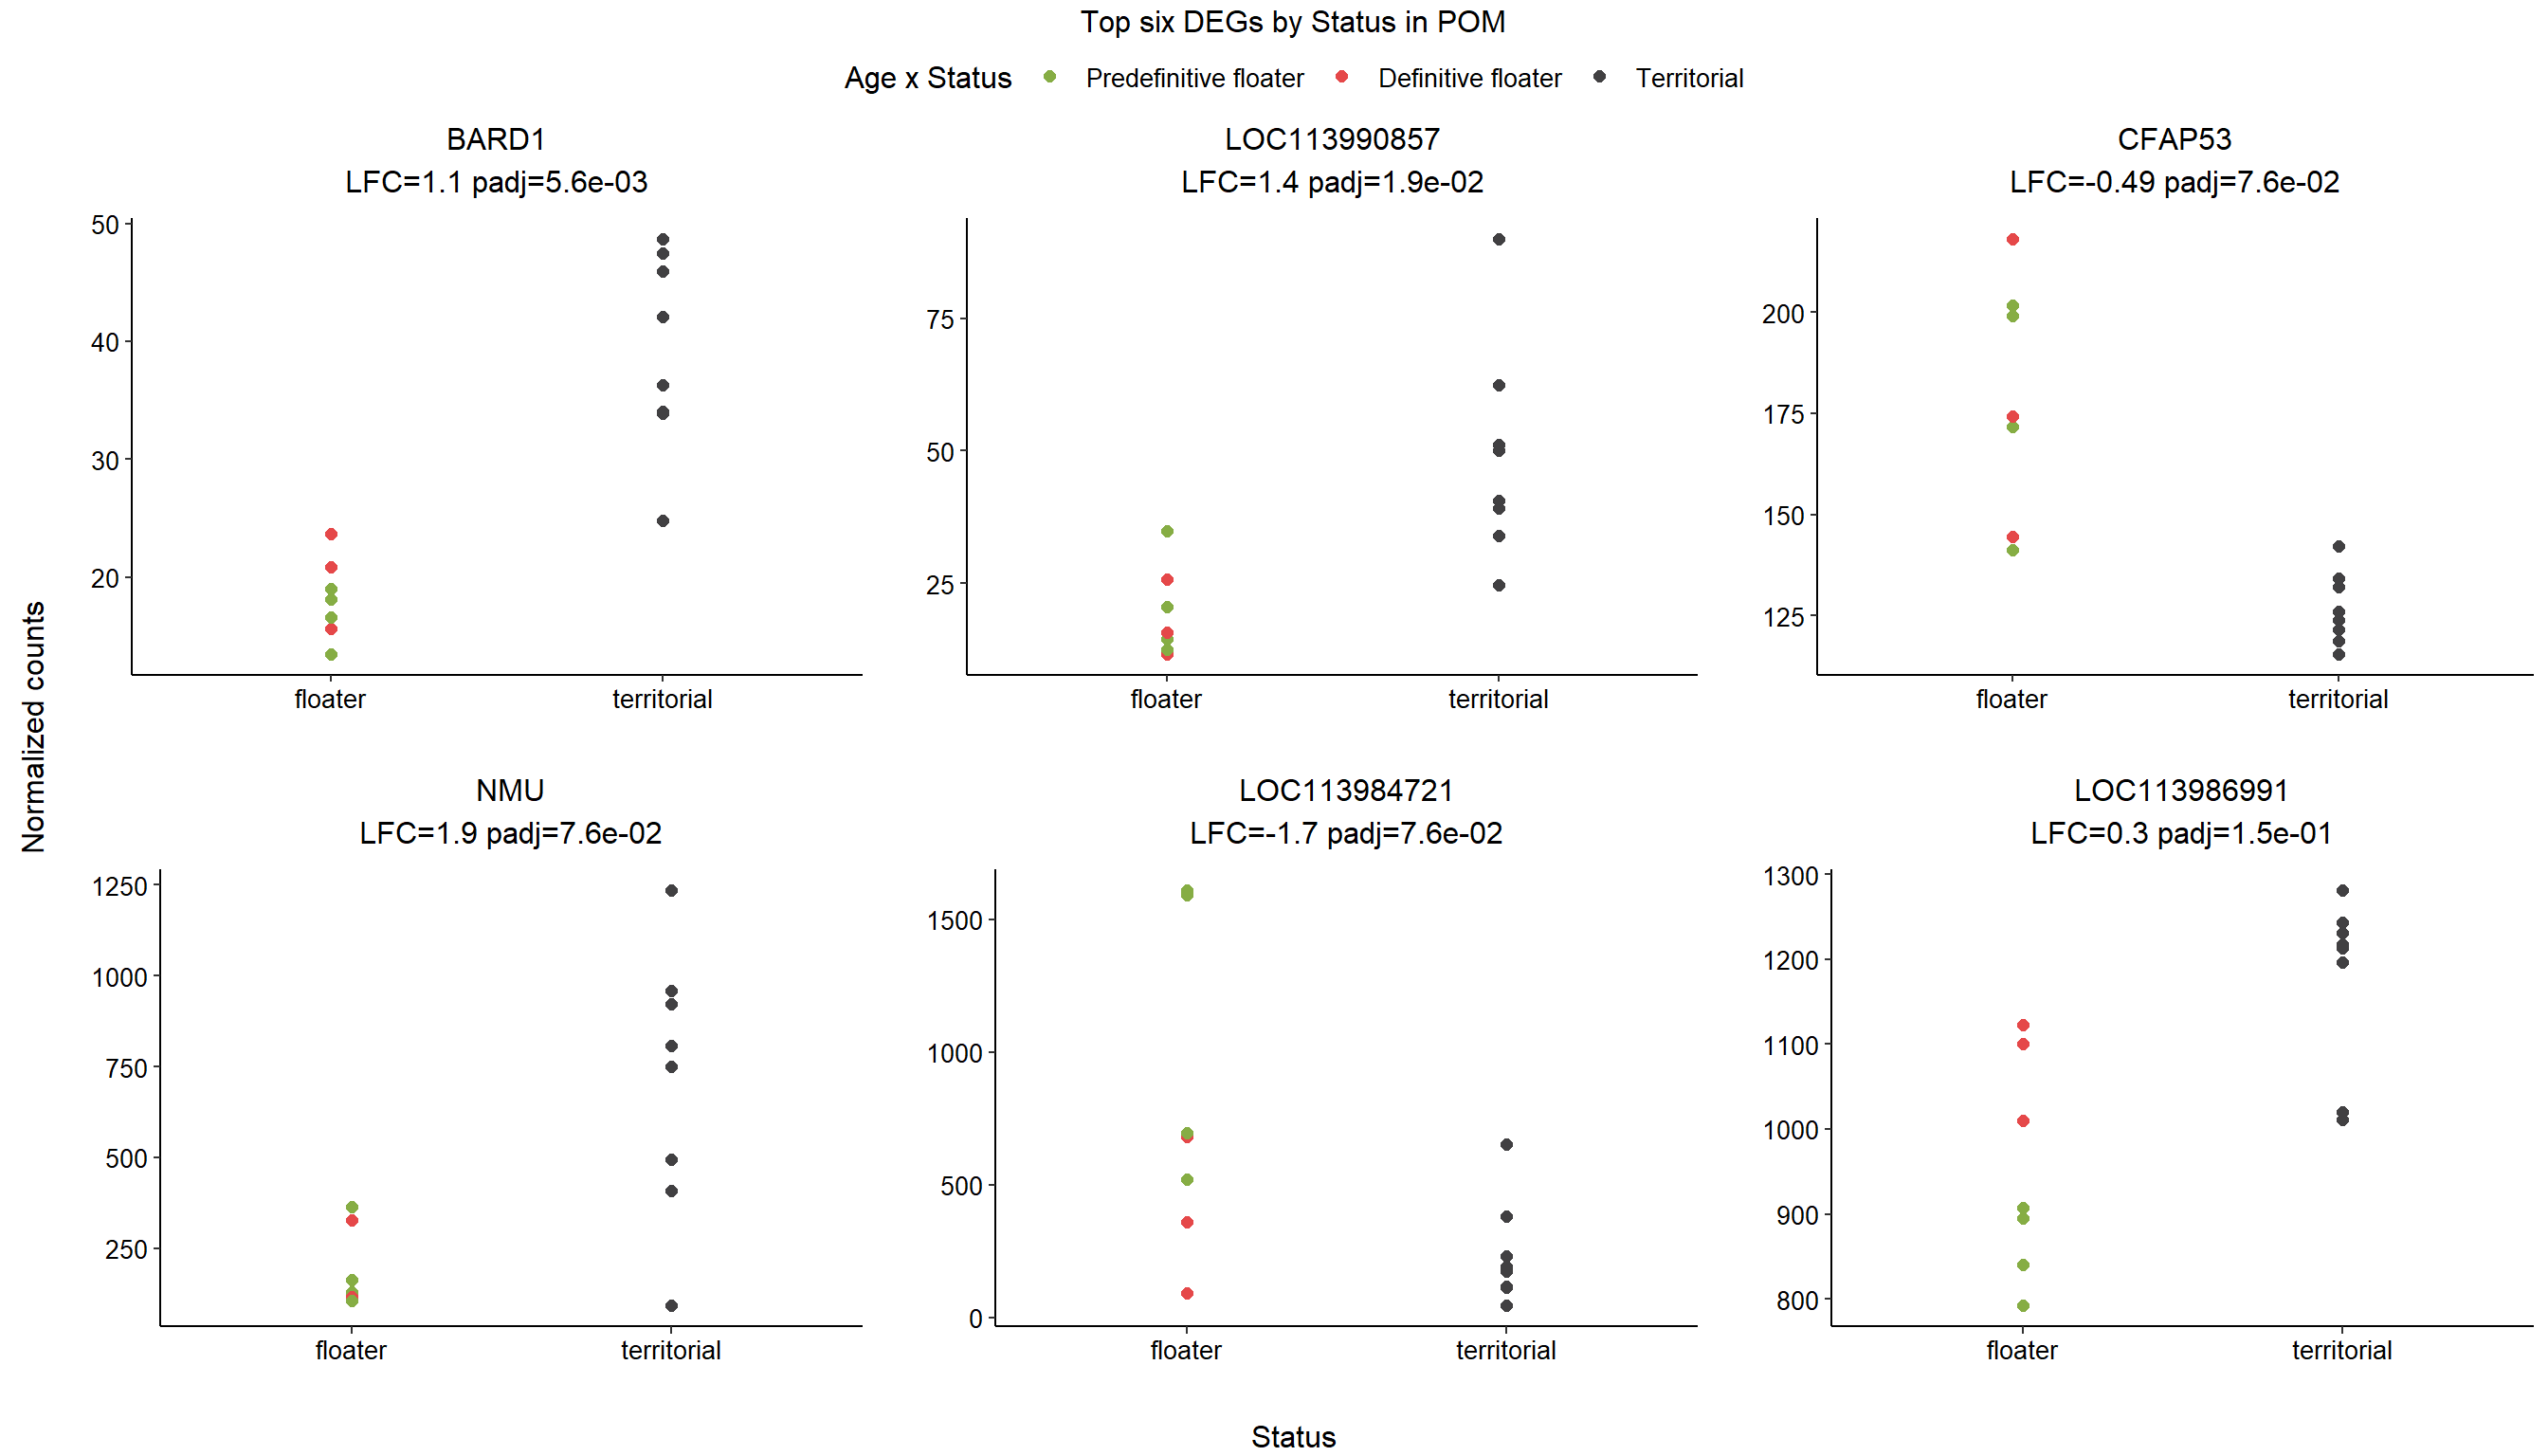 Top six DEGs by Status in POM
Age x Status Predefinitive floater Definitive floater Territorial
BARD1
LFC=1.1 padj=5.6e-03
50
40
30
20
floater territorial
LOC113990857
LFC=1.4 padj=1.9e-02
75
50
25
floater territorial
CFAP53
LFC=-0.49 padj=7.6e-02
200
175
150
125
floater territorial
Normalized counts
NMU
LFC=1.9 padj=7.6e-02
1250
1000
750
500
250
floater territorial
LOC113984721
LFC=-1.7 padj=7.6e-02
1500
1000
500
0
floater territorial
LOC113986991
LFC=0.3 padj=1.5e-01
1300
1200
1100
1000
900
800
floater territorial
Status